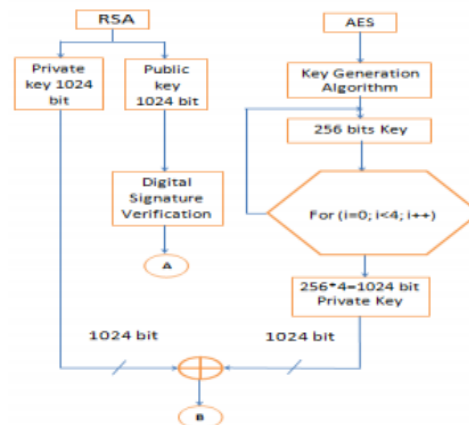 RSA
AES
Private
key 1024
bit
Public
key
1024 bit
Key Generation
Algorithm
256 bits Key
Digital
Signature
Verification
For (i=0; i<4; i++)
A
256*4=1024 bit
Private Key
1024 bit
1024 bit
B